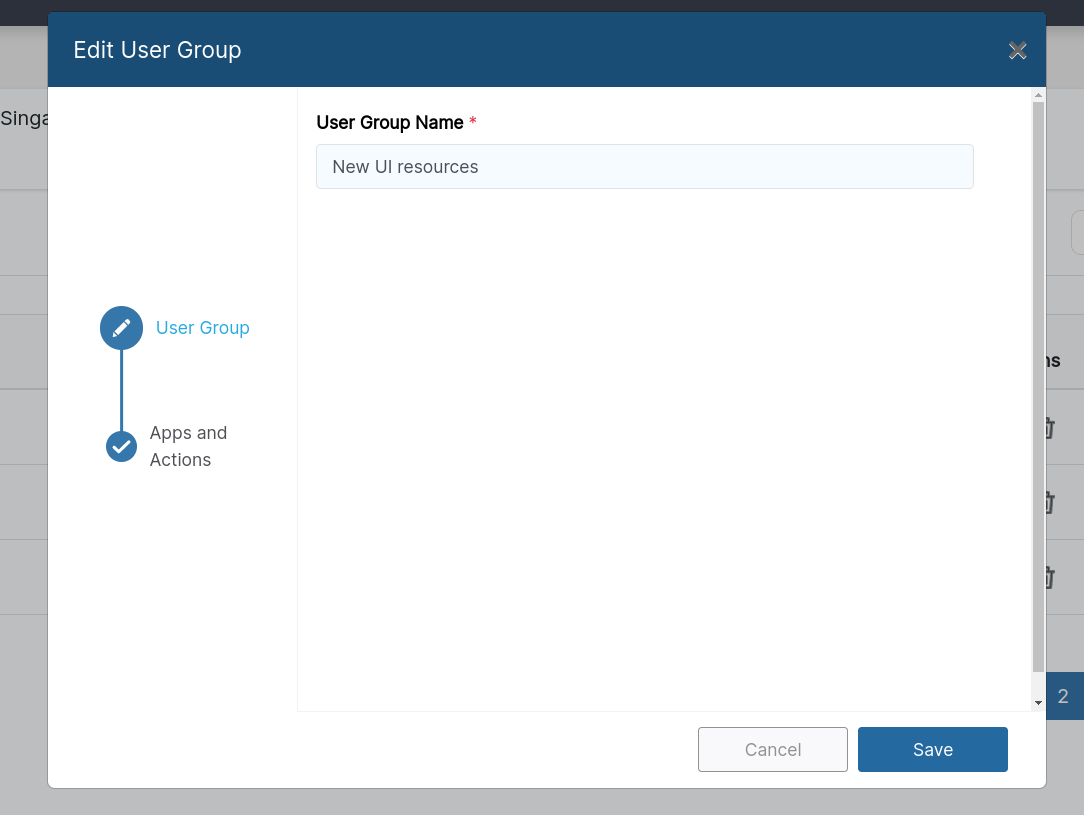 Edit User Group
Singa
User Group Name *
New UI resources
User Group
ns
Apps and
Actions
2
Cancel
Save